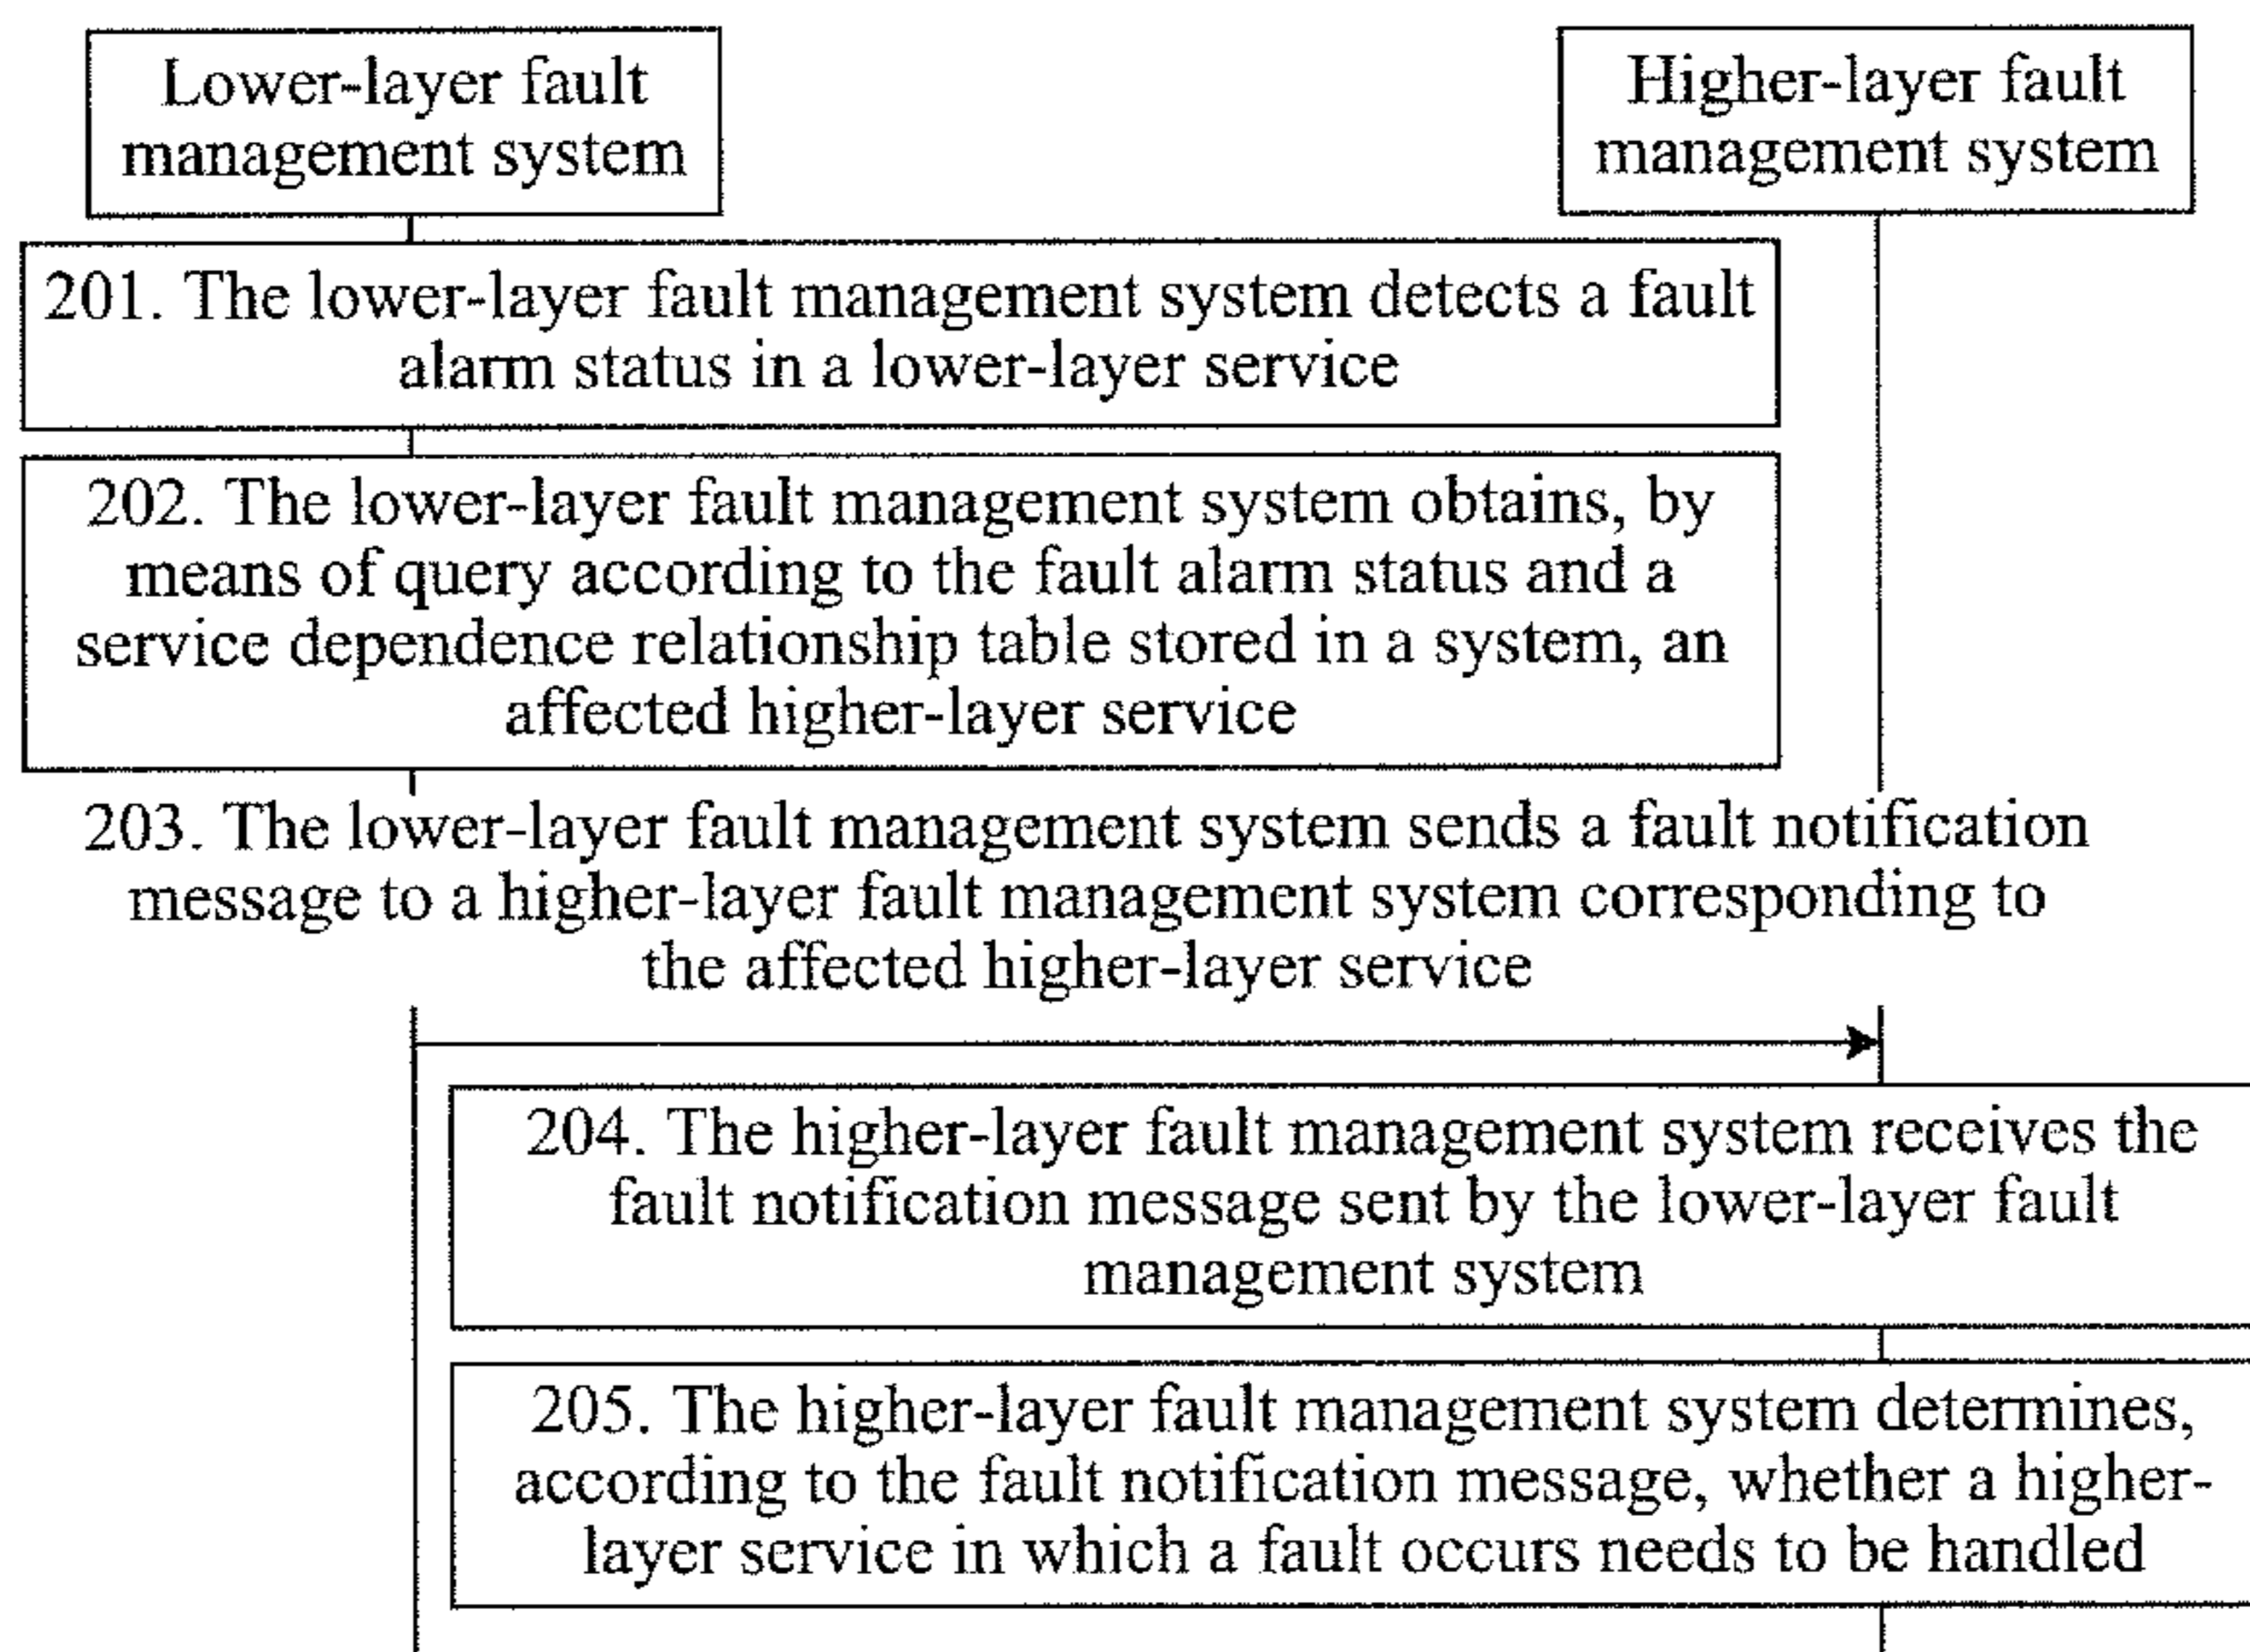 Lower-layer fault
management system
Higher-layer fault
management system
201. The lower-layer fault management system detects a fault
alarm status in a lower-layer service
202. The lower-layer fault management system obtains, by
means of query according to the fault alarm status and a
service dependence relationship table stored in a system, an
affected higher-layer service
203. The lower-layer fault management system sends a fault notification
message to a higher-layer fault management system corresponding to
the affected higher-layer service
204. The higher-layer fault management system receives the
fault notification message sent by the lower-layer fault
management system
205. The higher-layer fault management system determines,
according to the fault notification message, whether a higher-
layer service in which a fault occurs needs to be handled